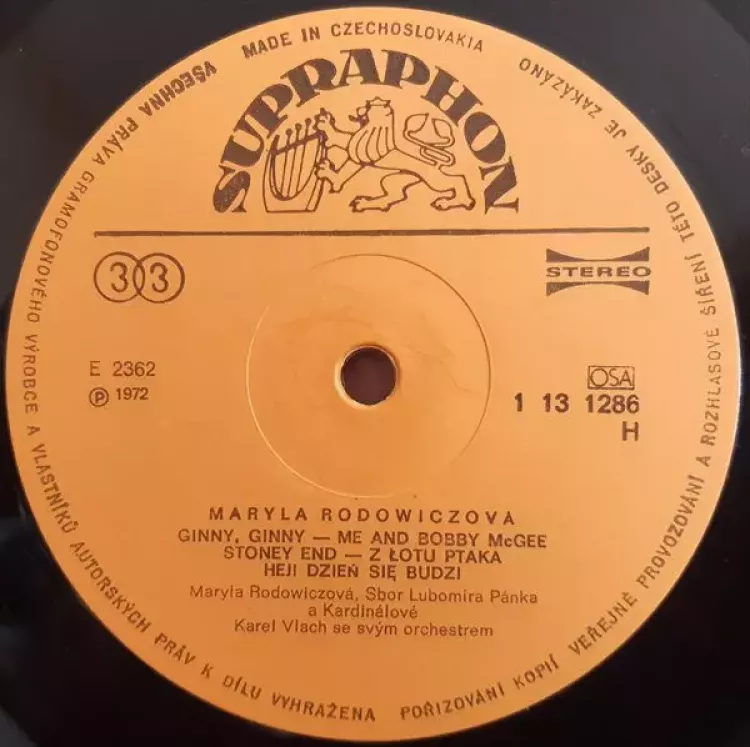 MADE IN CZECHOSLOVAKIA
SUPRAPHON
33
STEREO
E 2362
Ⓟ 1972
OSA
1 13 1286
H
MARYLA RODOWICZOVÁ
GINNY, GINNY — ME AND BOBBY McGEE
STONEY END — Z ŁOTU PTAKA
HEJI DZIEŃ SIĘ BUDZI
Maryla Rodowiczová, Sbor Lubomíra Pánka
a Kardinálové
Karel Vlach se svým orchestrem
VŠECHNA PRÁVA GRAMOFONOVÉHO VÝROBCE A VLASTNÍKŮ AUTORSKÝCH PRÁV K DÍLU VYHRAŽENA
POŘIZOVÁNÍ KOPIÍ VEŘEJNÉ PROVOZOVÁNÍ A ROZHLASOVÉ ŠÍŘENÍ TÉTO DESKY JE ZAKÁZÁNO